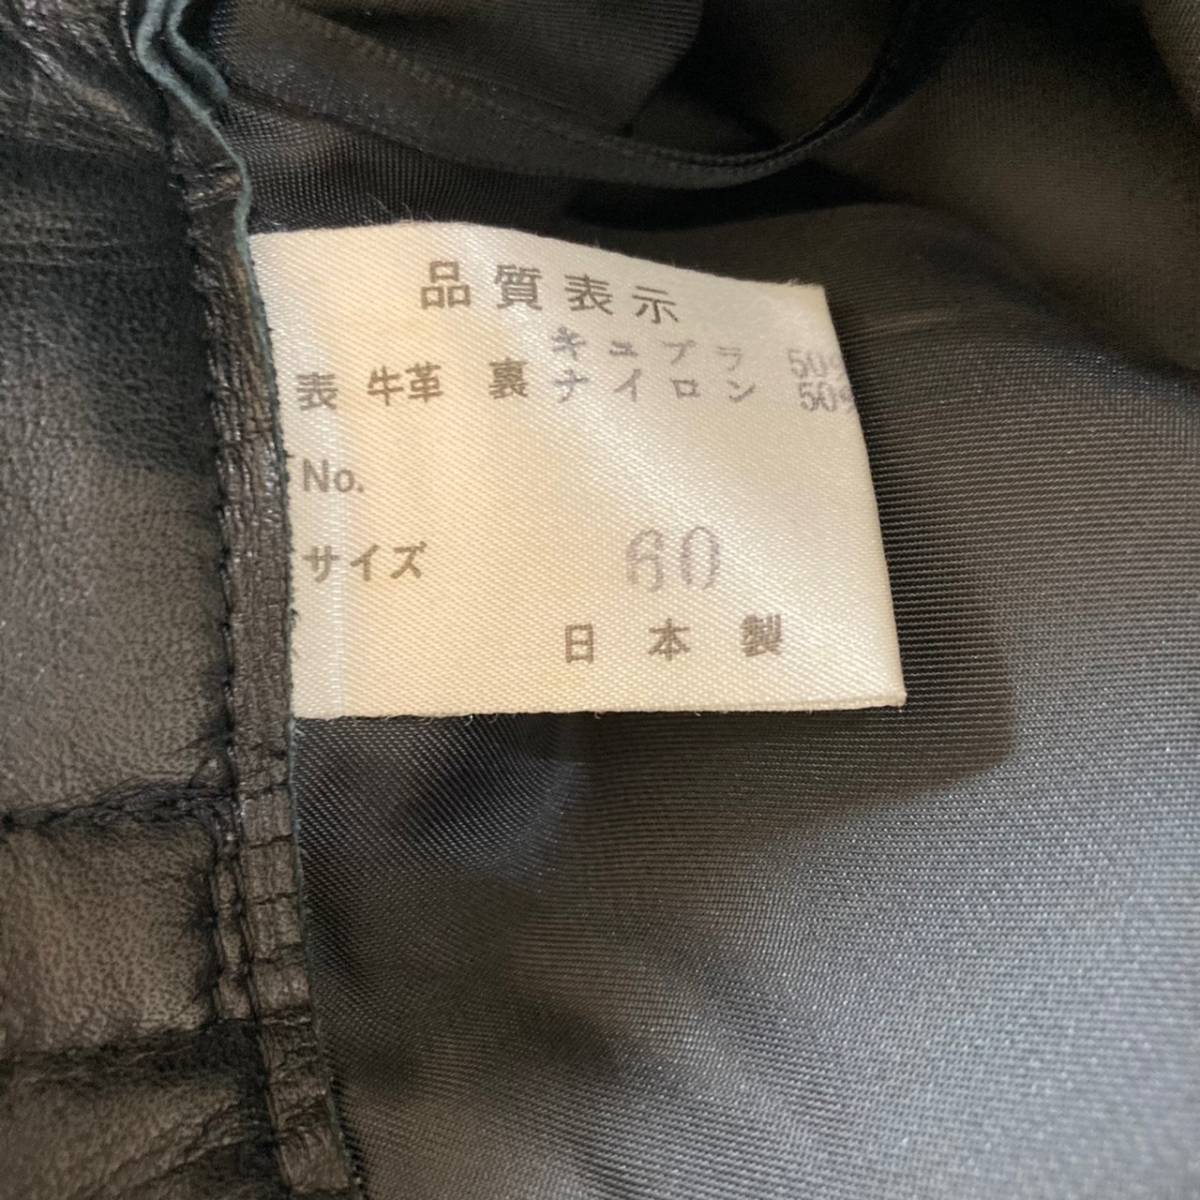 品質表示
キュプラ 50%
表 牛革 裏 ナイロン 50%
No.
サイズ 60
日本製